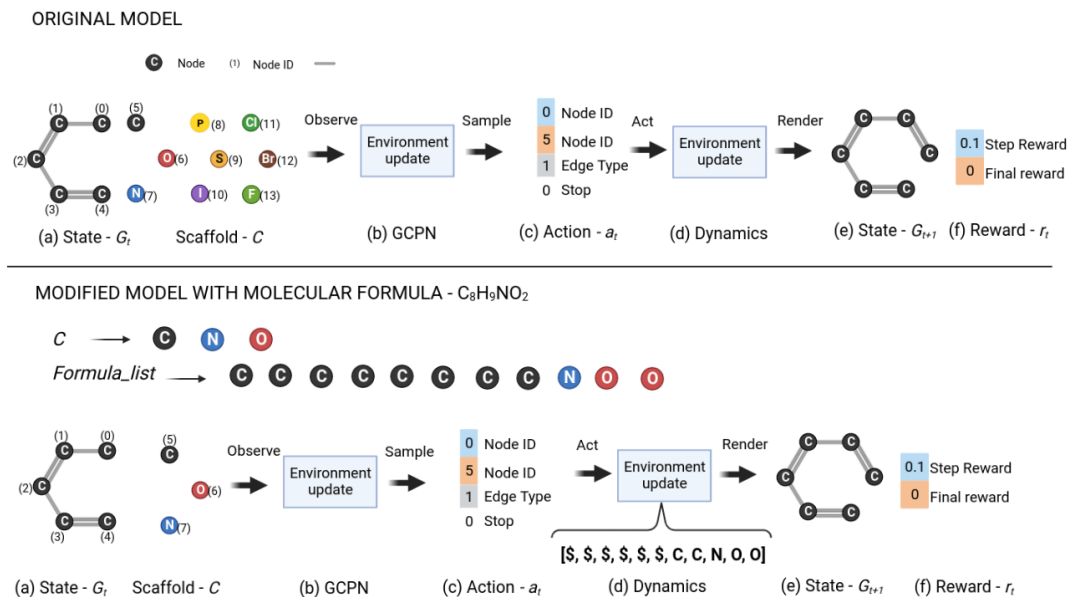 ORIGINAL MODEL
C Node (1) Node ID
(1) (0) (5)
C C C P (8) Cl (11)
Observe Sample Act Render
0 Node ID
5 Node ID
1 Edge Type
0 Stop
(2) C O (6) S (9) Br (12)
Environment update
Environment update
C C
C C
C C
0.1 Step Reward
0 Final reward
C C N (7) I (10) F (13)
(3) (4)
(a) State - Gt Scaffold - C (b) GCPN (c) Action - at (d) Dynamics (e) State - Gt+1 (f) Reward - rt
MODIFIED MODEL WITH MOLECULAR FORMULA - C8H9NO2
C C N O
Formula_list C C C C C C C C N O O
(1) (0) (5)
C C C
Observe Sample Act Render
0 Node ID
5 Node ID
1 Edge Type
0 Stop
(2) C O (6)
Environment update
Environment update
C C
C C
C C
0.1 Step Reward
0 Final reward
C C N (7)
(3) (4)
[$, $, $, $, $, $, C, C, N, O, O]
(a) State - Gt Scaffold - C (b) GCPN (c) Action - at (d) Dynamics (e) State - Gt+1 (f) Reward - rt